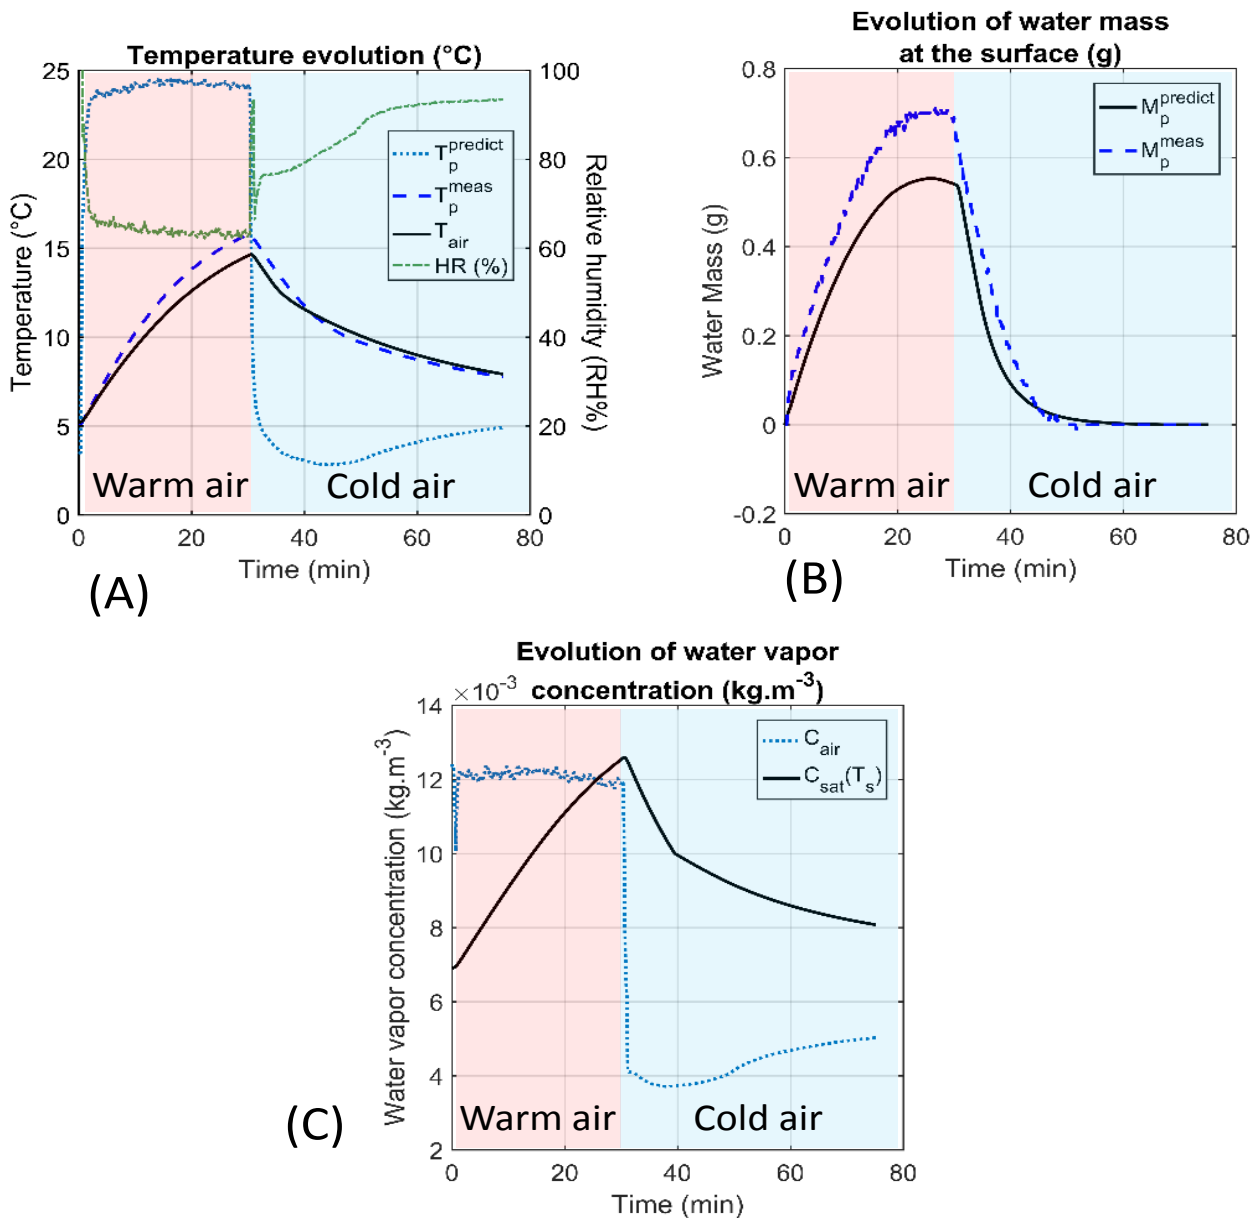 Temperature evolution (°C)
25
20
15
10
5
0
100
80
60
40
20
0
Temperature (°C)
Relative humidity (RH%)
T_p^predict
T_p^meas
T_air
HR (%)
Warm air
Cold air
0 20 40 60 80
Time (min)
(A)
Evolution of water mass
at the surface (g)
0.8
0.6
0.4
0.2
0
-0.2
Water Mass (g)
M_p^predict
M_p^meas
Warm air
Cold air
0 20 40 60 80
Time (min)
(B)
Evolution of water vapor
concentration (kg.m⁻³)
×10⁻³
14
12
10
8
6
4
2
Water vapor concentration (kg.m⁻³)
C_air
C_sat(T_s)
Warm air
Cold air
0 20 40 60 80
Time (min)
(C)